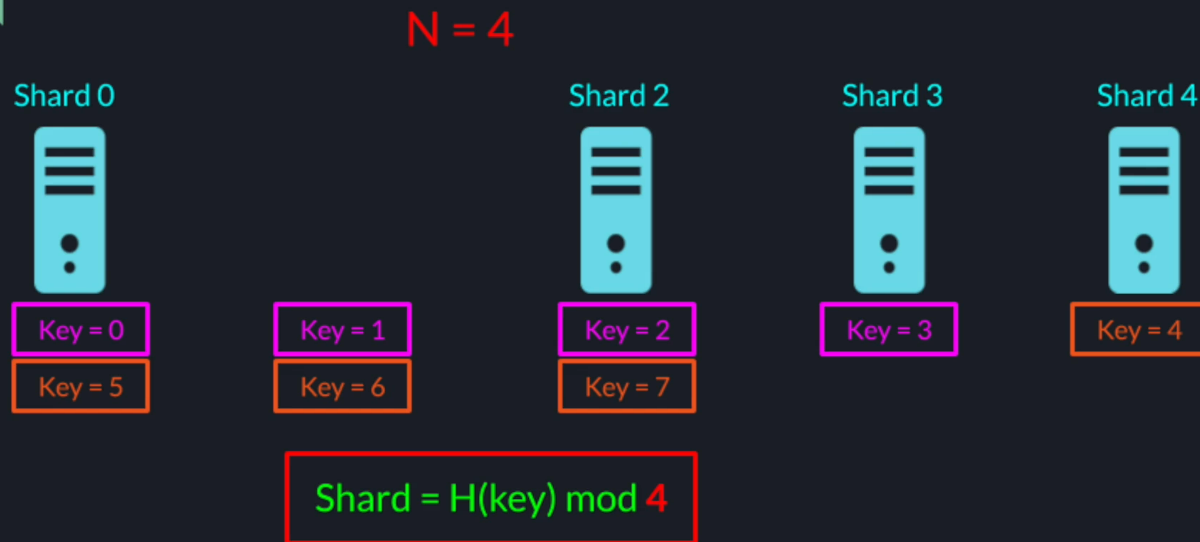 N = 4
Shard 0
Shard 2
Shard 3
Shard 4
Key = 0
Key = 1
Key = 2
Key = 3
Key = 4
Key = 5
Key = 6
Key = 7
Shard = H(key) mod 4